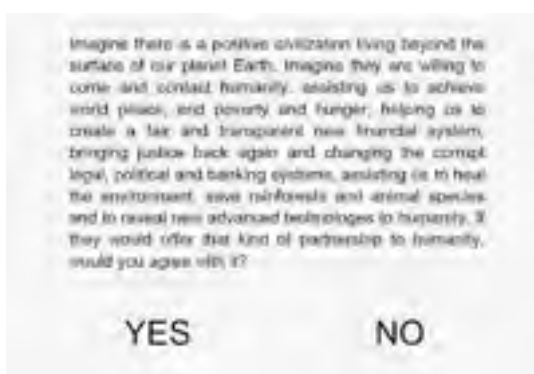 Imagine there is a positive civilization living beyond the
surface of our planet Earth. Imagine they are willing to
come and contact humanity, assisting us to achieve
world peace, end poverty and hunger, helping us to
create a fair and transparent new financial system,
bringing justice back again and changing the corrupt
legal, political and banking systems, assisting us to heal
the environment, save rainforests and animal species
and to reveal new advanced technologies to humanity. If
they would offer that kind of partnership to humanity,
would you agree with it?
YES NO